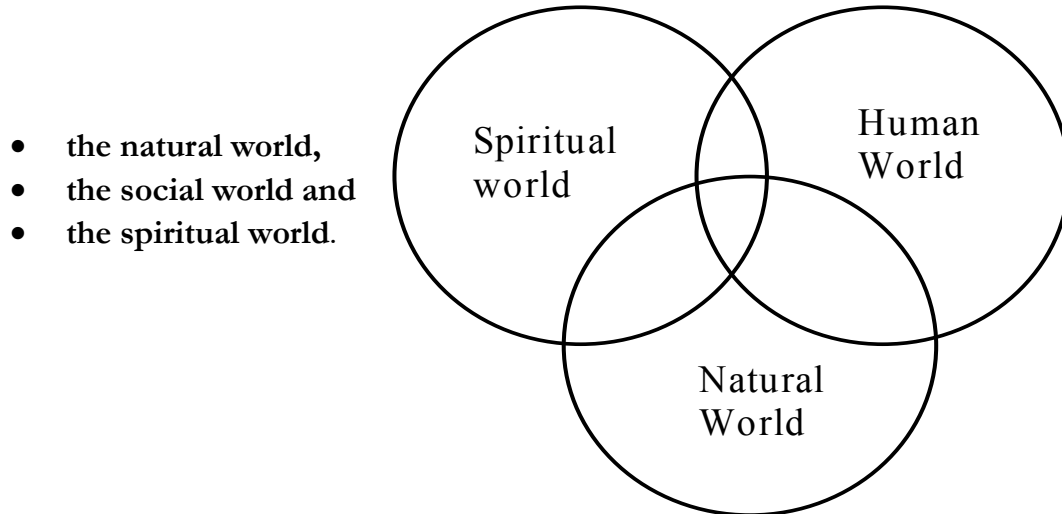 • the natural world,
• the social world and
• the spiritual world.
Spiritual
world
Human
World
Natural
World